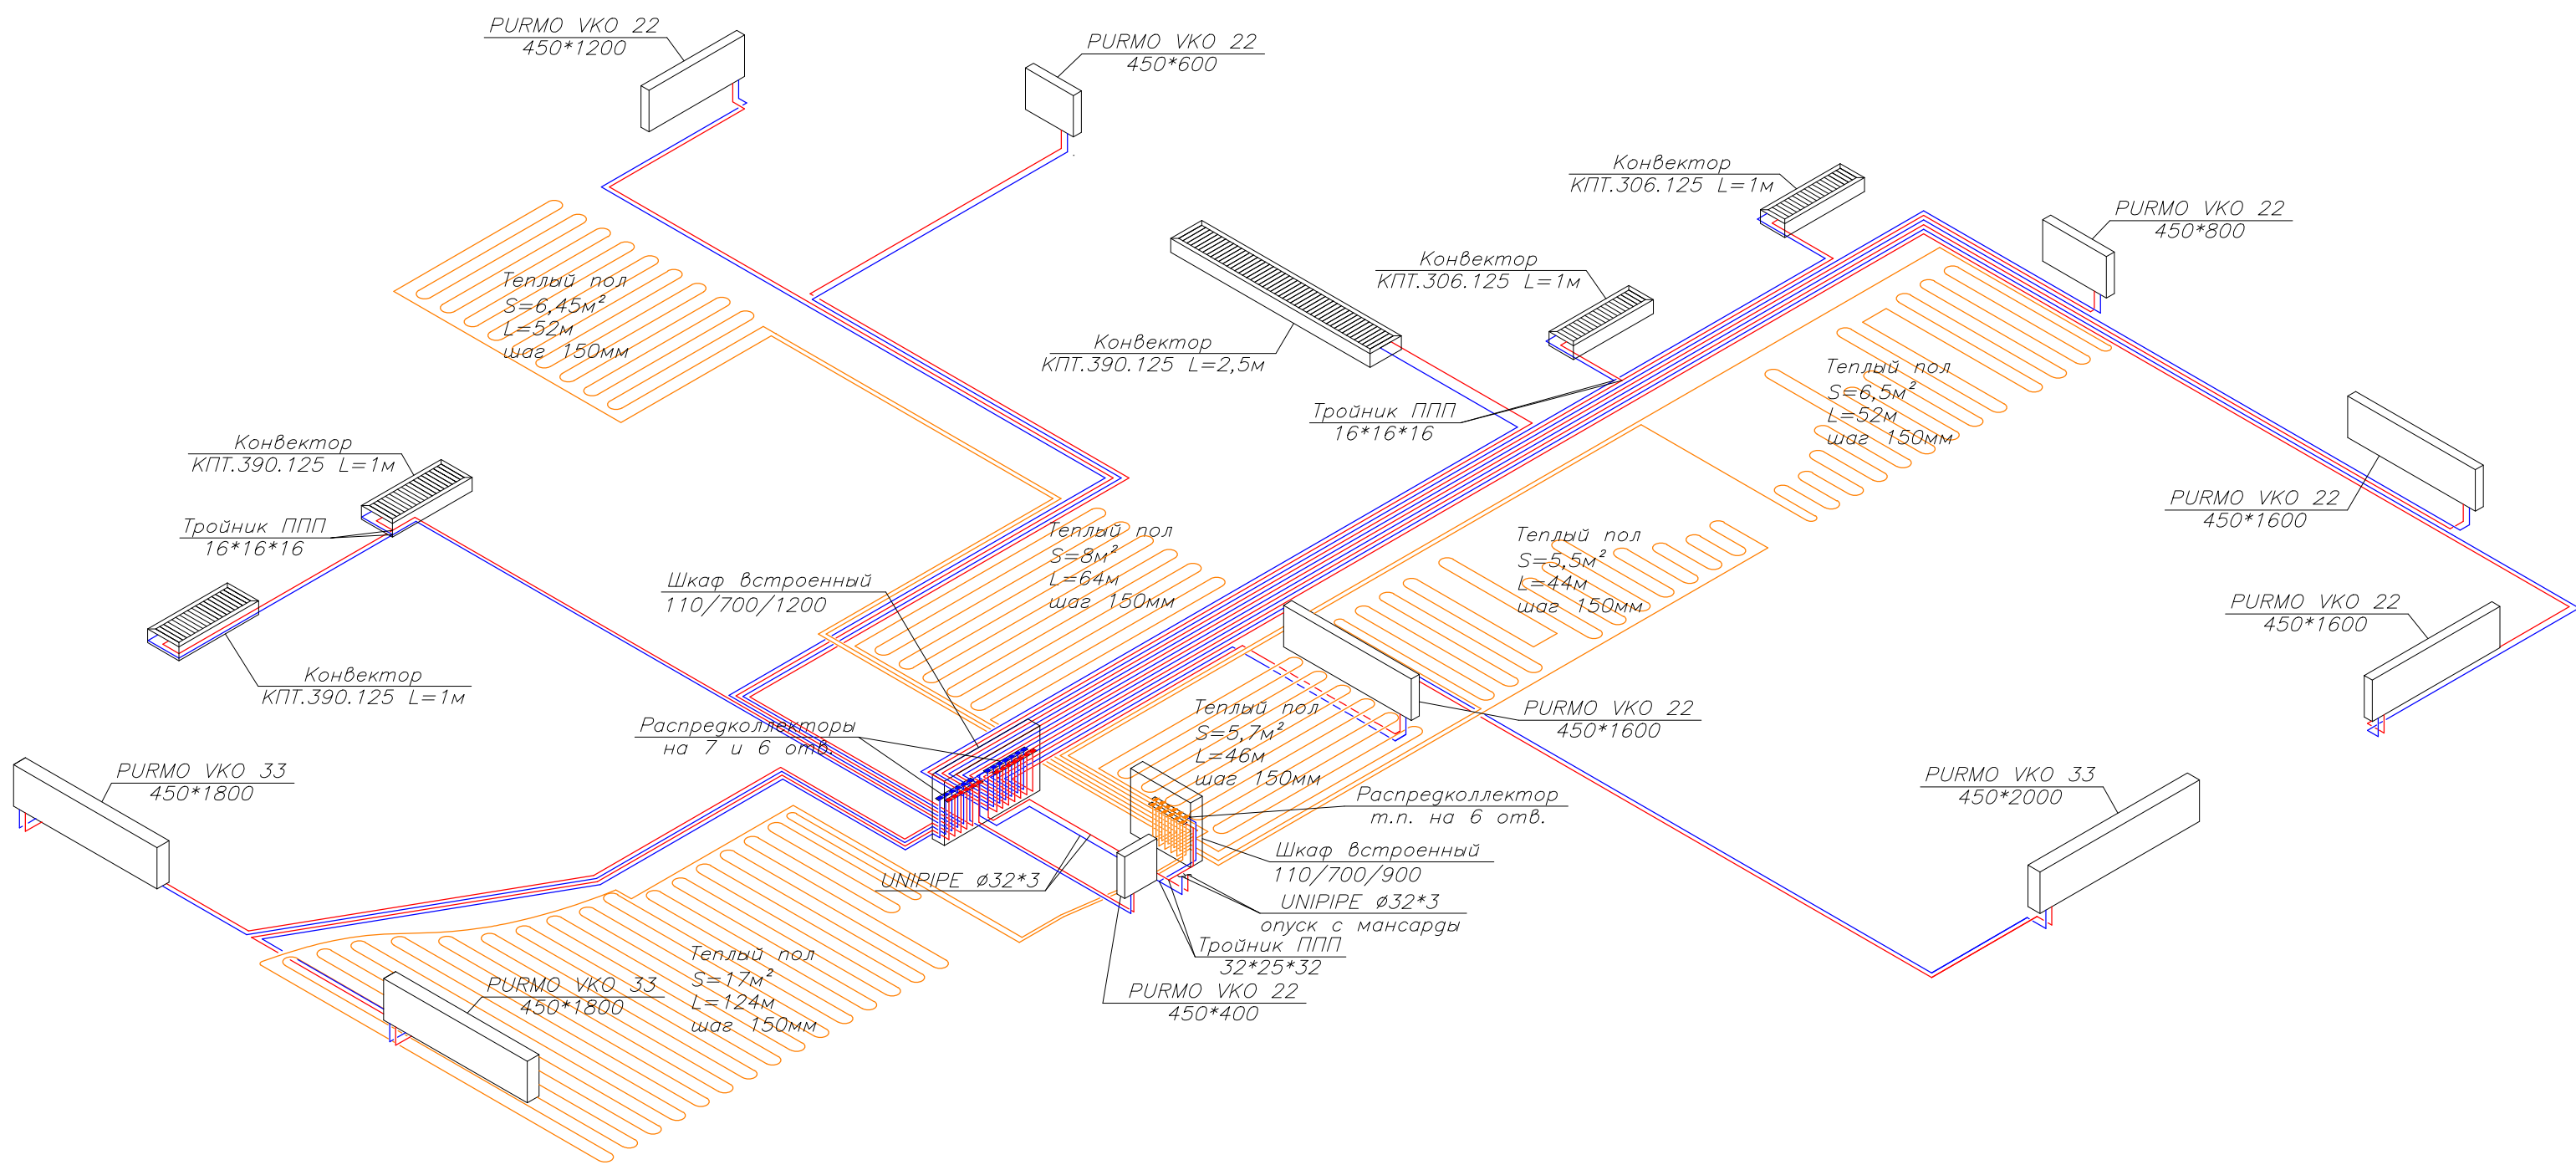 PURMO VKO 22
450*1200
PURMO VKO 22
450*600
Конвектор
КПТ.306.125 L=1м
PURMO VKO 22
450*800
Конвектор
КПТ.306.125 L=1м
Теплый пол
S=6,45м²
L=52м
шаг 150мм
Конвектор
КПТ.390.125 L=2,5м
Теплый пол
S=6,5м²
L=52м
шаг 150мм
Тройник ППП
16*16*16
Конвектор
КПТ.390.125 L=1м
Тройник ППП
16*16*16
PURMO VKO 22
450*1600
Теплый пол
S=8м²
L=64м
шаг 150мм
Теплый пол
S=5,5м²
L=44м
шаг 150мм
Шкаф встроенный
110/700/1200
PURMO VKO 22
450*1600
Конвектор
КПТ.390.125 L=1м
Теплый пол
S=5,7м²
L=46м
шаг 150мм
PURMO VKO 22
450*1600
Распредколлекторы
на 7 и 6 отв.
PURMO VKO 33
450*1800
PURMO VKO 33
450*2000
Распредколлектор
т.п. на 6 отв.
Шкаф встроенный
110/700/900
UNIPIPE ø32*3
UNIPIPE ø32*3
опуск с мансарды
Тройник ППП
32*25*32
Теплый пол
S=17м²
L=124м
шаг 150мм
PURMO VKO 33
450*1800
PURMO VKO 22
450*400